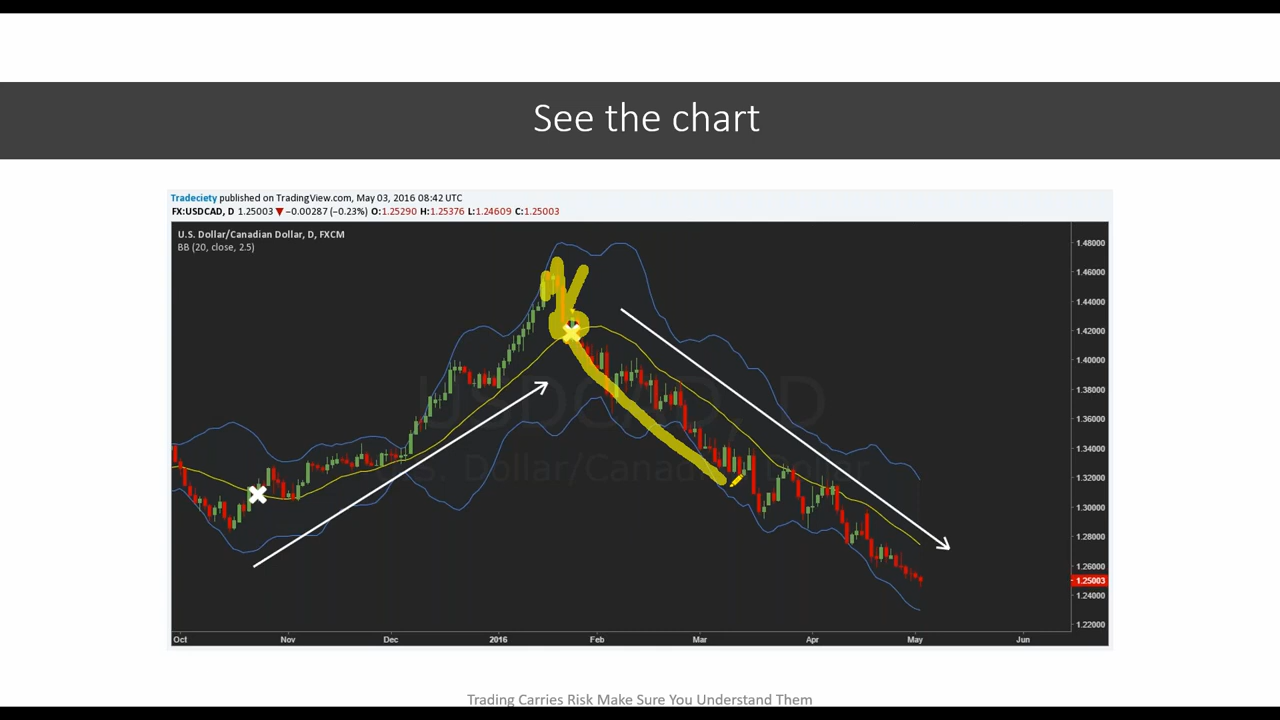 See the chart
Tradeciety published on TradingView.com, May 03, 2016 08:42 UTC
FX:USDCAD, D 1.25003 ▼ −0.00287 (−0.23%) O:1.25290 H:1.25376 L:1.24609 C:1.25003
U.S. Dollar/Canadian Dollar, D, FXCM
BB (20, close, 2.5)
USDCAD, D
U.S. Dollar/Canadian Dollar
1.48000
1.46000
1.44000
1.42000
1.40000
1.38000
1.36000
1.34000
1.32000
1.30000
1.28000
1.26000
1.25003
1.24000
1.22000
Oct Nov Dec 2016 Feb Mar Apr May Jun
Trading Carries Risk Make Sure You Understand Them